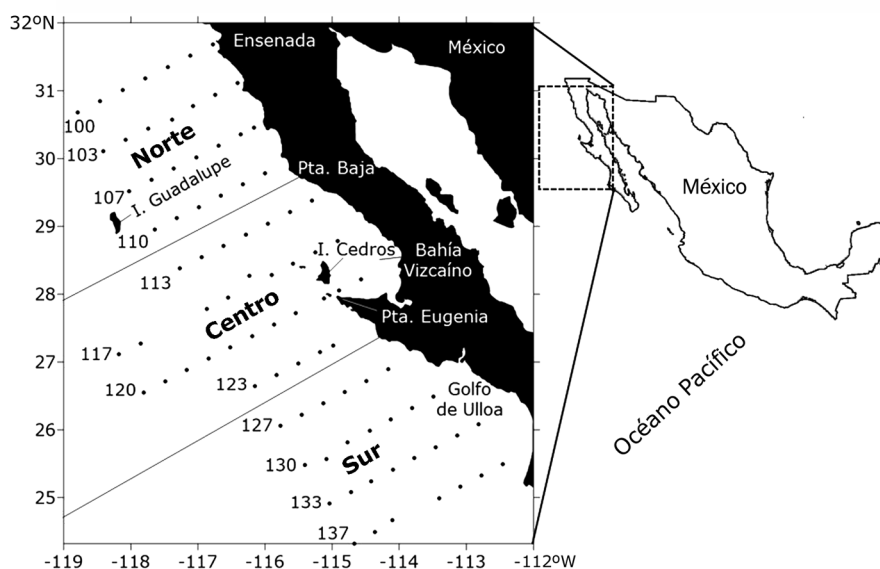 32ºN
Ensenada
México
31
100
103
Norte
30
Pta. Baja
107
I. Guadalupe
México
29
110
I. Cedros
Bahía
Vizcaíno
113
28
Centro
Pta. Eugenia
117
27
120
123
Golfo
de Ulloa
127
26
Océano Pacífico
130
Sur
25
133
137
-119
-118
-117
-116
-115
-114
-113
-112ºW